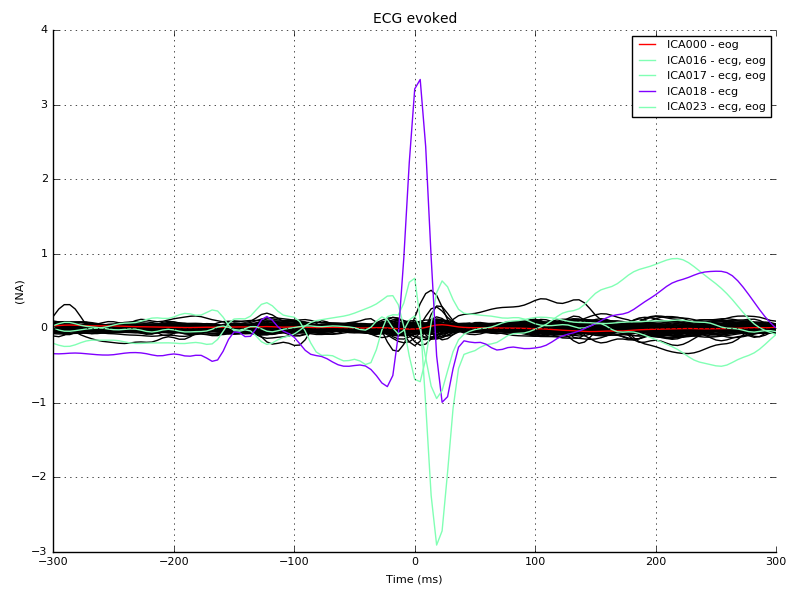 ECG evoked
4
3
2
1
0
−1
−2
−3
(NA)
ICA000 - eog
ICA016 - ecg, eog
ICA017 - ecg, eog
ICA018 - ecg
ICA023 - ecg, eog
−300
−200
−100
0
100
200
300
Time (ms)